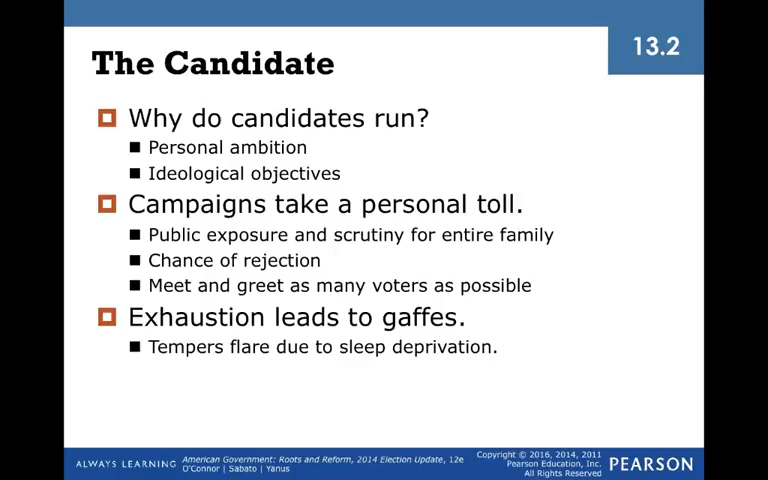 13.2
The Candidate
Why do candidates run?
Personal ambition
Ideological objectives
Campaigns take a personal toll.
Public exposure and scrutiny for entire family
Chance of rejection
Meet and greet as many voters as possible
Exhaustion leads to gaffes.
Tempers flare due to sleep deprivation.
ALWAYS LEARNING
American Government: Roots and Reform, 2014 Election Update, 12e
O'Connor | Sabato | Yanus
Copyright © 2016, 2014, 2011
Pearson Education, Inc.
All Rights Reserved
PEARSON